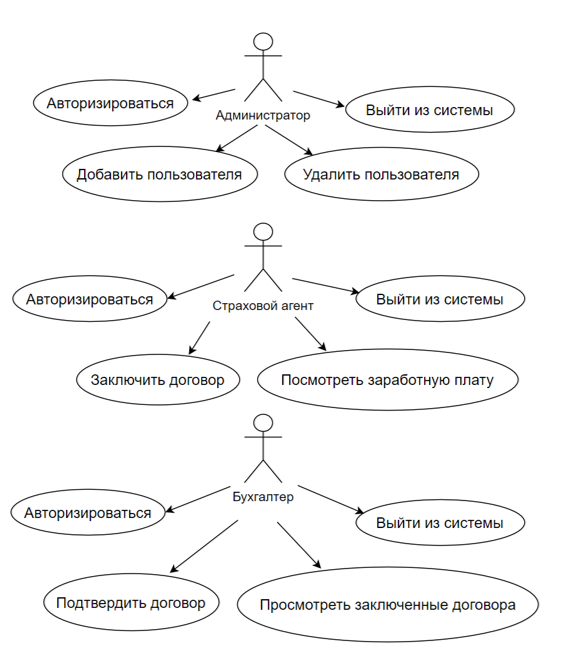 Авторизироваться
Выйти из системы
Администратор
Добавить пользователя
Удалить пользователя
Авторизироваться
Выйти из системы
Страховой агент
Заключить договор
Посмотреть заработную плату
Бухгалтер
Авторизироваться
Выйти из системы
Подтвердить договор
Просмотреть заключенные договора